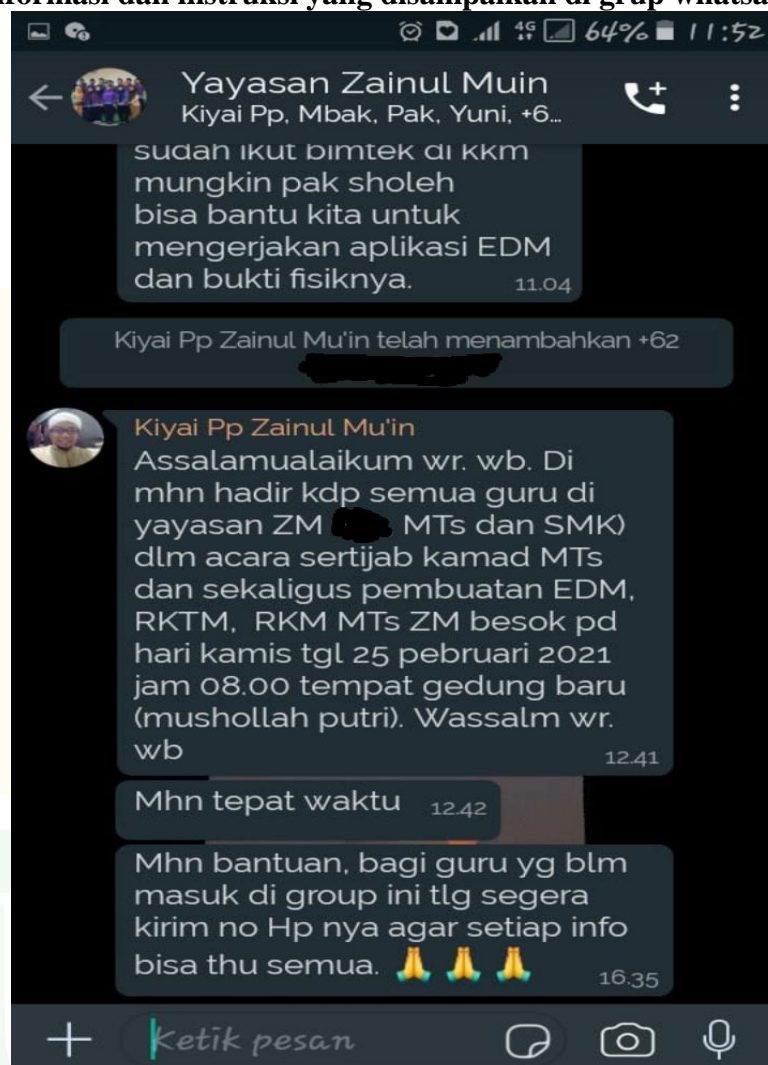 formasi dan instruksi yang disampaikan di grup whatsa
4G 64% 11:52
Yayasan Zainul Muin
Kiyai Pp, Mbak, Pak, Yuni, +6...
sudah ikut bimtek di kkm
mungkin pak sholeh
bisa bantu kita untuk
mengerjakan aplikasi EDM
dan bukti fisiknya. 11.04
Kiyai Pp Zainul Mu'in telah menambahkan +62
Kiyai Pp Zainul Mu'in
Assalamualaikum wr. wb. Di
mhn hadir kdp semua guru di
yayasan ZM MTs dan SMK)
dlm acara sertijab kamad MTs
dan sekaligus pembuatan EDM,
RKTM, RKM MTs ZM besok pd
hari kamis tgl 25 pebruari 2021
jam 08.00 tempat gedung baru
(mushollah putri). Wassalm wr.
wb 12.41
Mhn tepat waktu 12.42
Mhn bantuan, bagi guru yg blm
masuk di group ini tlg segera
kirim no Hp nya agar setiap info
bisa thu semua. 🙏 🙏 🙏 16.35
Ketik pesan